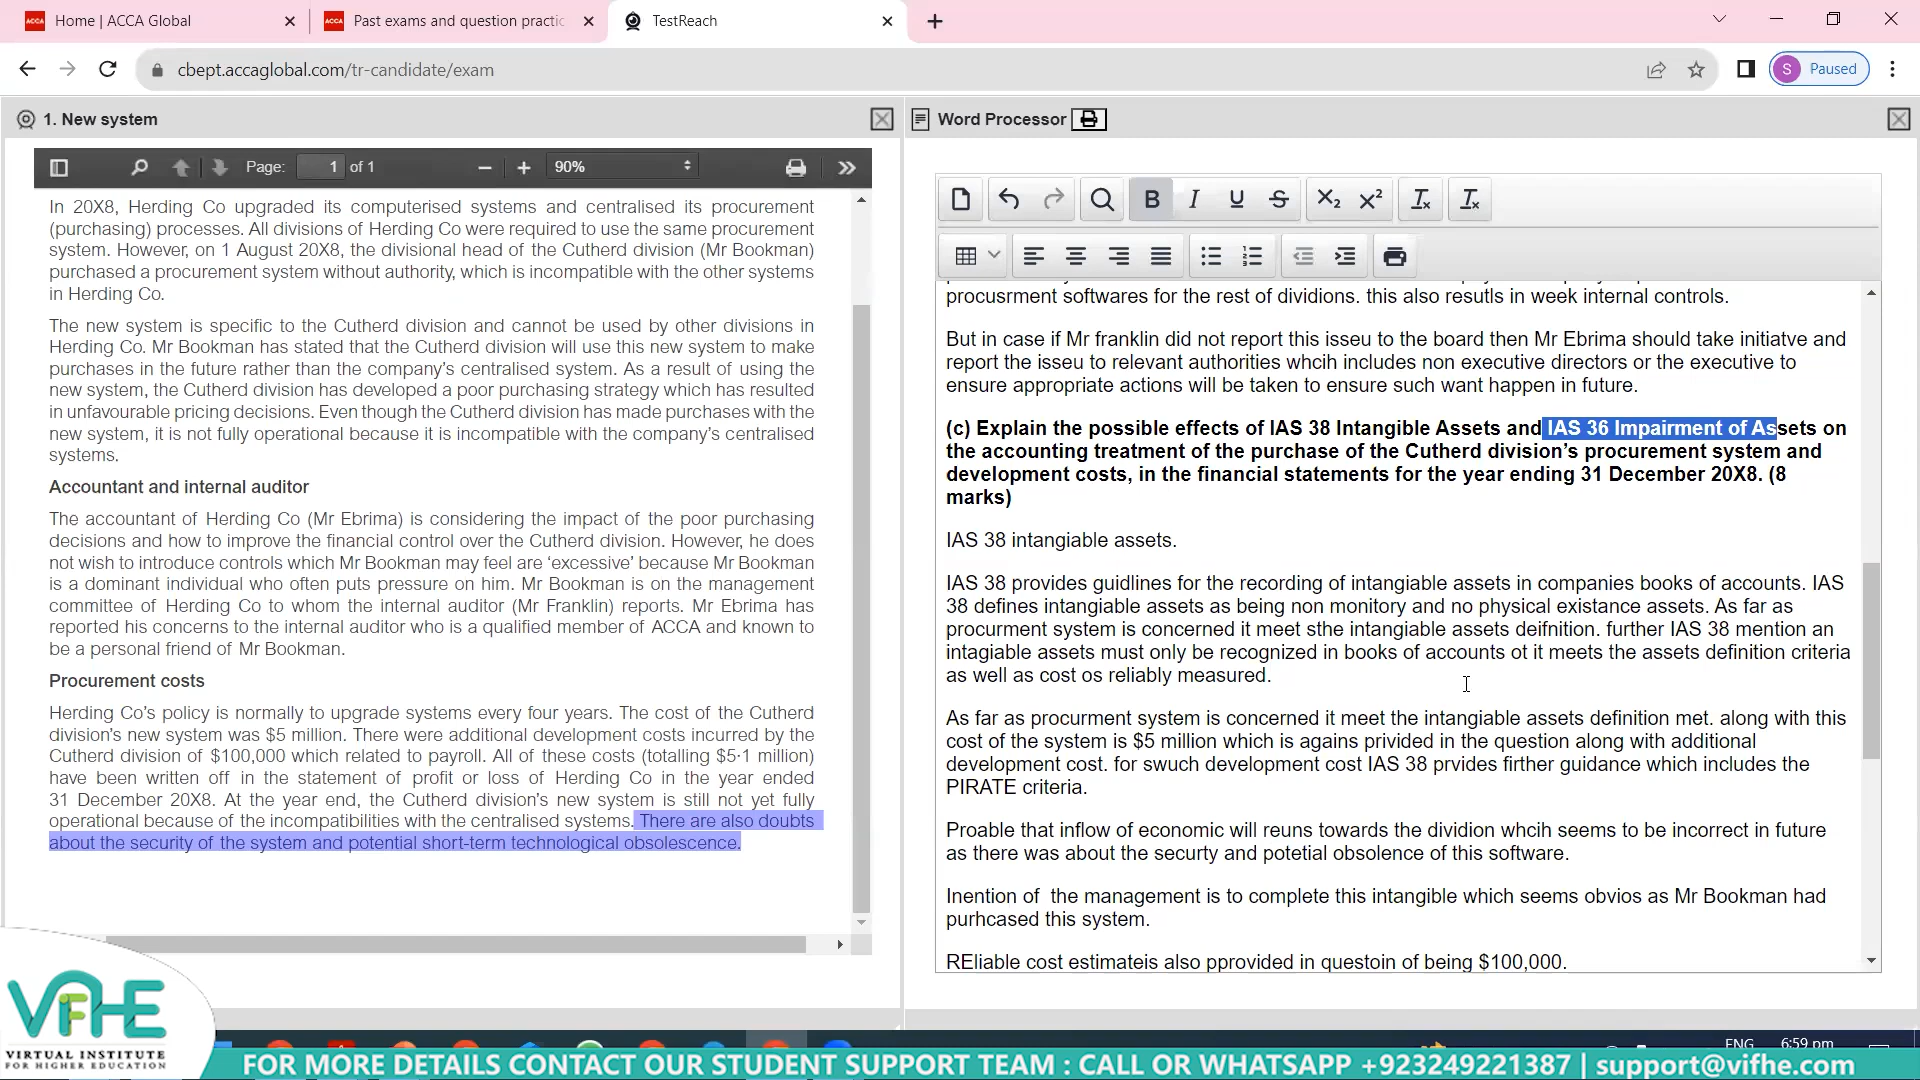 Home | ACCA Global
Past exams and question practic
TestReach
cbept.accaglobal.com/tr-candidate/exam
S Paused
1. New system
Word Processor
Page: 1 of 1
90%
In 20X8, Herding Co upgraded its computerised systems and centralised its procurement
(purchasing) processes. All divisions of Herding Co were required to use the same procurement
system. However, on 1 August 20X8, the divisional head of the Cutherd division (Mr Bookman)
purchased a procurement system without authority, which is incompatible with the other systems
in Herding Co.
The new system is specific to the Cutherd division and cannot be used by other divisions in
Herding Co. Mr Bookman has stated that the Cutherd division will use this new system to make
purchases in the future rather than the company's centralised system. As a result of using the
new system, the Cutherd division has developed a poor purchasing strategy which has resulted
in unfavourable pricing decisions. Even though the Cutherd division has made purchases with the
new system, it is not fully operational because it is incompatible with the company's centralised
systems.
Accountant and internal auditor
The accountant of Herding Co (Mr Ebrima) is considering the impact of the poor purchasing
decisions and how to improve the financial control over the Cutherd division. However, he does
not wish to introduce controls which Mr Bookman may feel are 'excessive' because Mr Bookman
is a dominant individual who often puts pressure on him. Mr Bookman is on the management
committee of Herding Co to whom the internal auditor (Mr Franklin) reports. Mr Ebrima has
reported his concerns to the internal auditor who is a qualified member of ACCA and known to
be a personal friend of Mr Bookman.
Procurement costs
Herding Co's policy is normally to upgrade systems every four years. The cost of the Cutherd
division's new system was $5 million. There were additional development costs incurred by the
Cutherd division of $100,000 which related to payroll. All of these costs (totalling $5·1 million)
have been written off in the statement of profit or loss of Herding Co in the year ended
31 December 20X8. At the year end, the Cutherd division's new system is still not yet fully
operational because of the incompatibilities with the centralised systems. There are also doubts
about the security of the system and potential short-term technological obsolescence.
procusrment softwares for the rest of dividions. this also resutls in week internal controls.
But in case if Mr franklin did not report this isseu to the board then Mr Ebrima should take initiatve and
report the isseu to relevant authorities whcih includes non executive directors or the executive to
ensure appropriate actions will be taken to ensure such want happen in future.
(c) Explain the possible effects of IAS 38 Intangible Assets and IAS 36 Impairment of Assets on
the accounting treatment of the purchase of the Cutherd division's procurement system and
development costs, in the financial statements for the year ending 31 December 20X8. (8
marks)
IAS 38 intangiable assets.
IAS 38 provides guidlines for the recording of intangiable assets in companies books of accounts. IAS
38 defines intangiable assets as being non monitory and no physical existance assets. As far as
procurment system is concerned it meet sthe intangiable assets deifnition. further IAS 38 mention an
intagiable assets must only be recognized in books of accounts ot it meets the assets definition criteria
as well as cost os reliably measured.
As far as procurment system is concerned it meet the intangiable assets definition met. along with this
cost of the system is $5 million which is agains privided in the question along with additional
development cost. for swuch development cost IAS 38 prvides firther guidance which includes the
PIRATE criteria.
Proable that inflow of economic will reuns towards the dividion whcih seems to be incorrect in future
as there was about the securty and potetial obsolence of this software.
Inention of  the management is to complete this intangible which seems obvios as Mr Bookman had
purhcased this system.
REliable cost estimateis also pprovided in questoin of being $100,000.
VIFHE
VIRTUAL INSTITUTE
FOR HIGHER EDUCATION
ENG 6:59 pm
FOR MORE DETAILS CONTACT OUR STUDENT SUPPORT TEAM : CALL OR WHATSAPP +923249221387 | support@vifhe.com